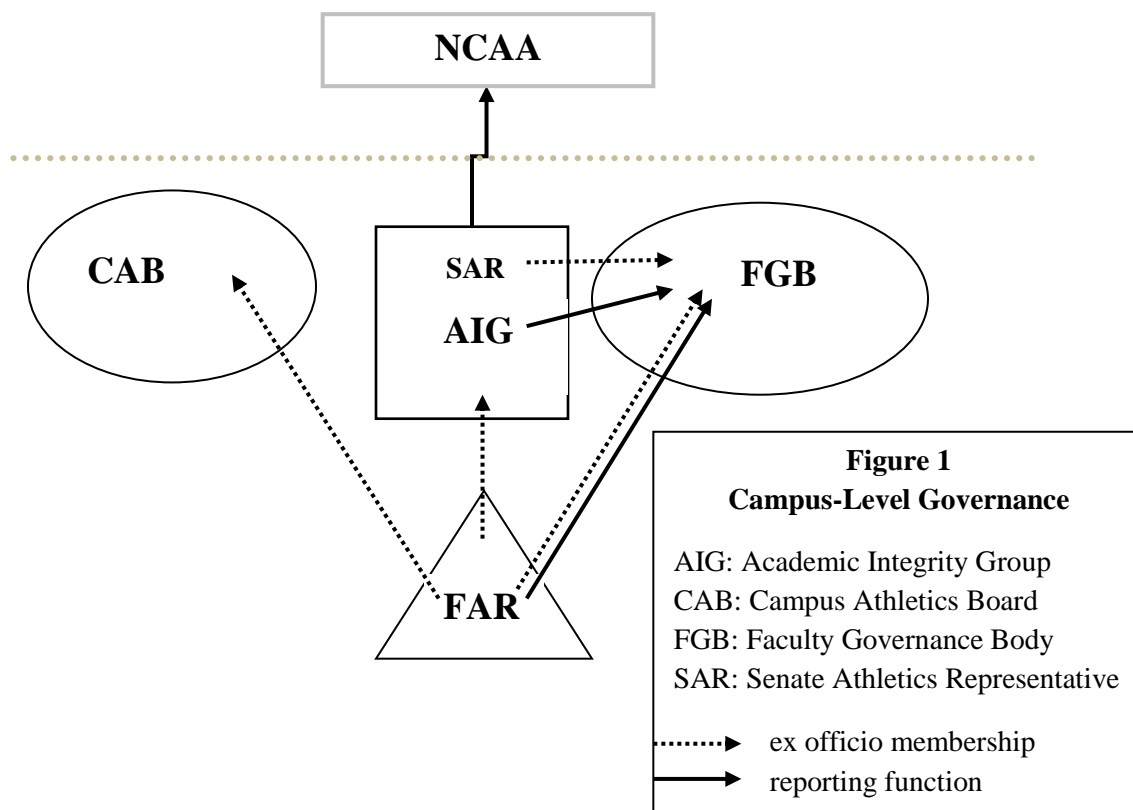 NCAA
CAB
SAR
FGB
AIG
FAR
Figure 1
Campus-Level Governance
AIG: Academic Integrity Group
CAB: Campus Athletics Board
FGB: Faculty Governance Body
SAR: Senate Athletics Representative
ex officio membership
reporting function